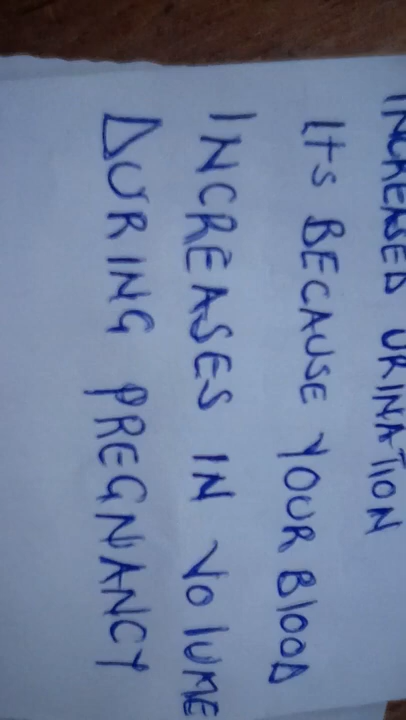 INCREASED URINATION
Its BECAUSE YOUR BLOOD
INCREASES IN VOLUME
DURING PREGNANCY